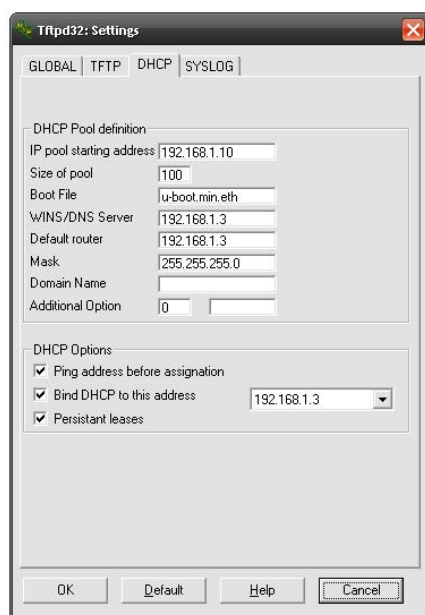 Tftpd32: Settings
GLOBAL TFTP DHCP SYSLOG
DHCP Pool definition
IP pool starting address 192.168.1.10
Size of pool 100
Boot File u-boot.min.eth
WINS/DNS Server 192.168.1.3
Default router 192.168.1.3
Mask 255.255.255.0
Domain Name
Additional Option 0
DHCP Options
Ping address before assignation
Bind DHCP to this address 192.168.1.3
Persistant leases
OK Default Help Cancel